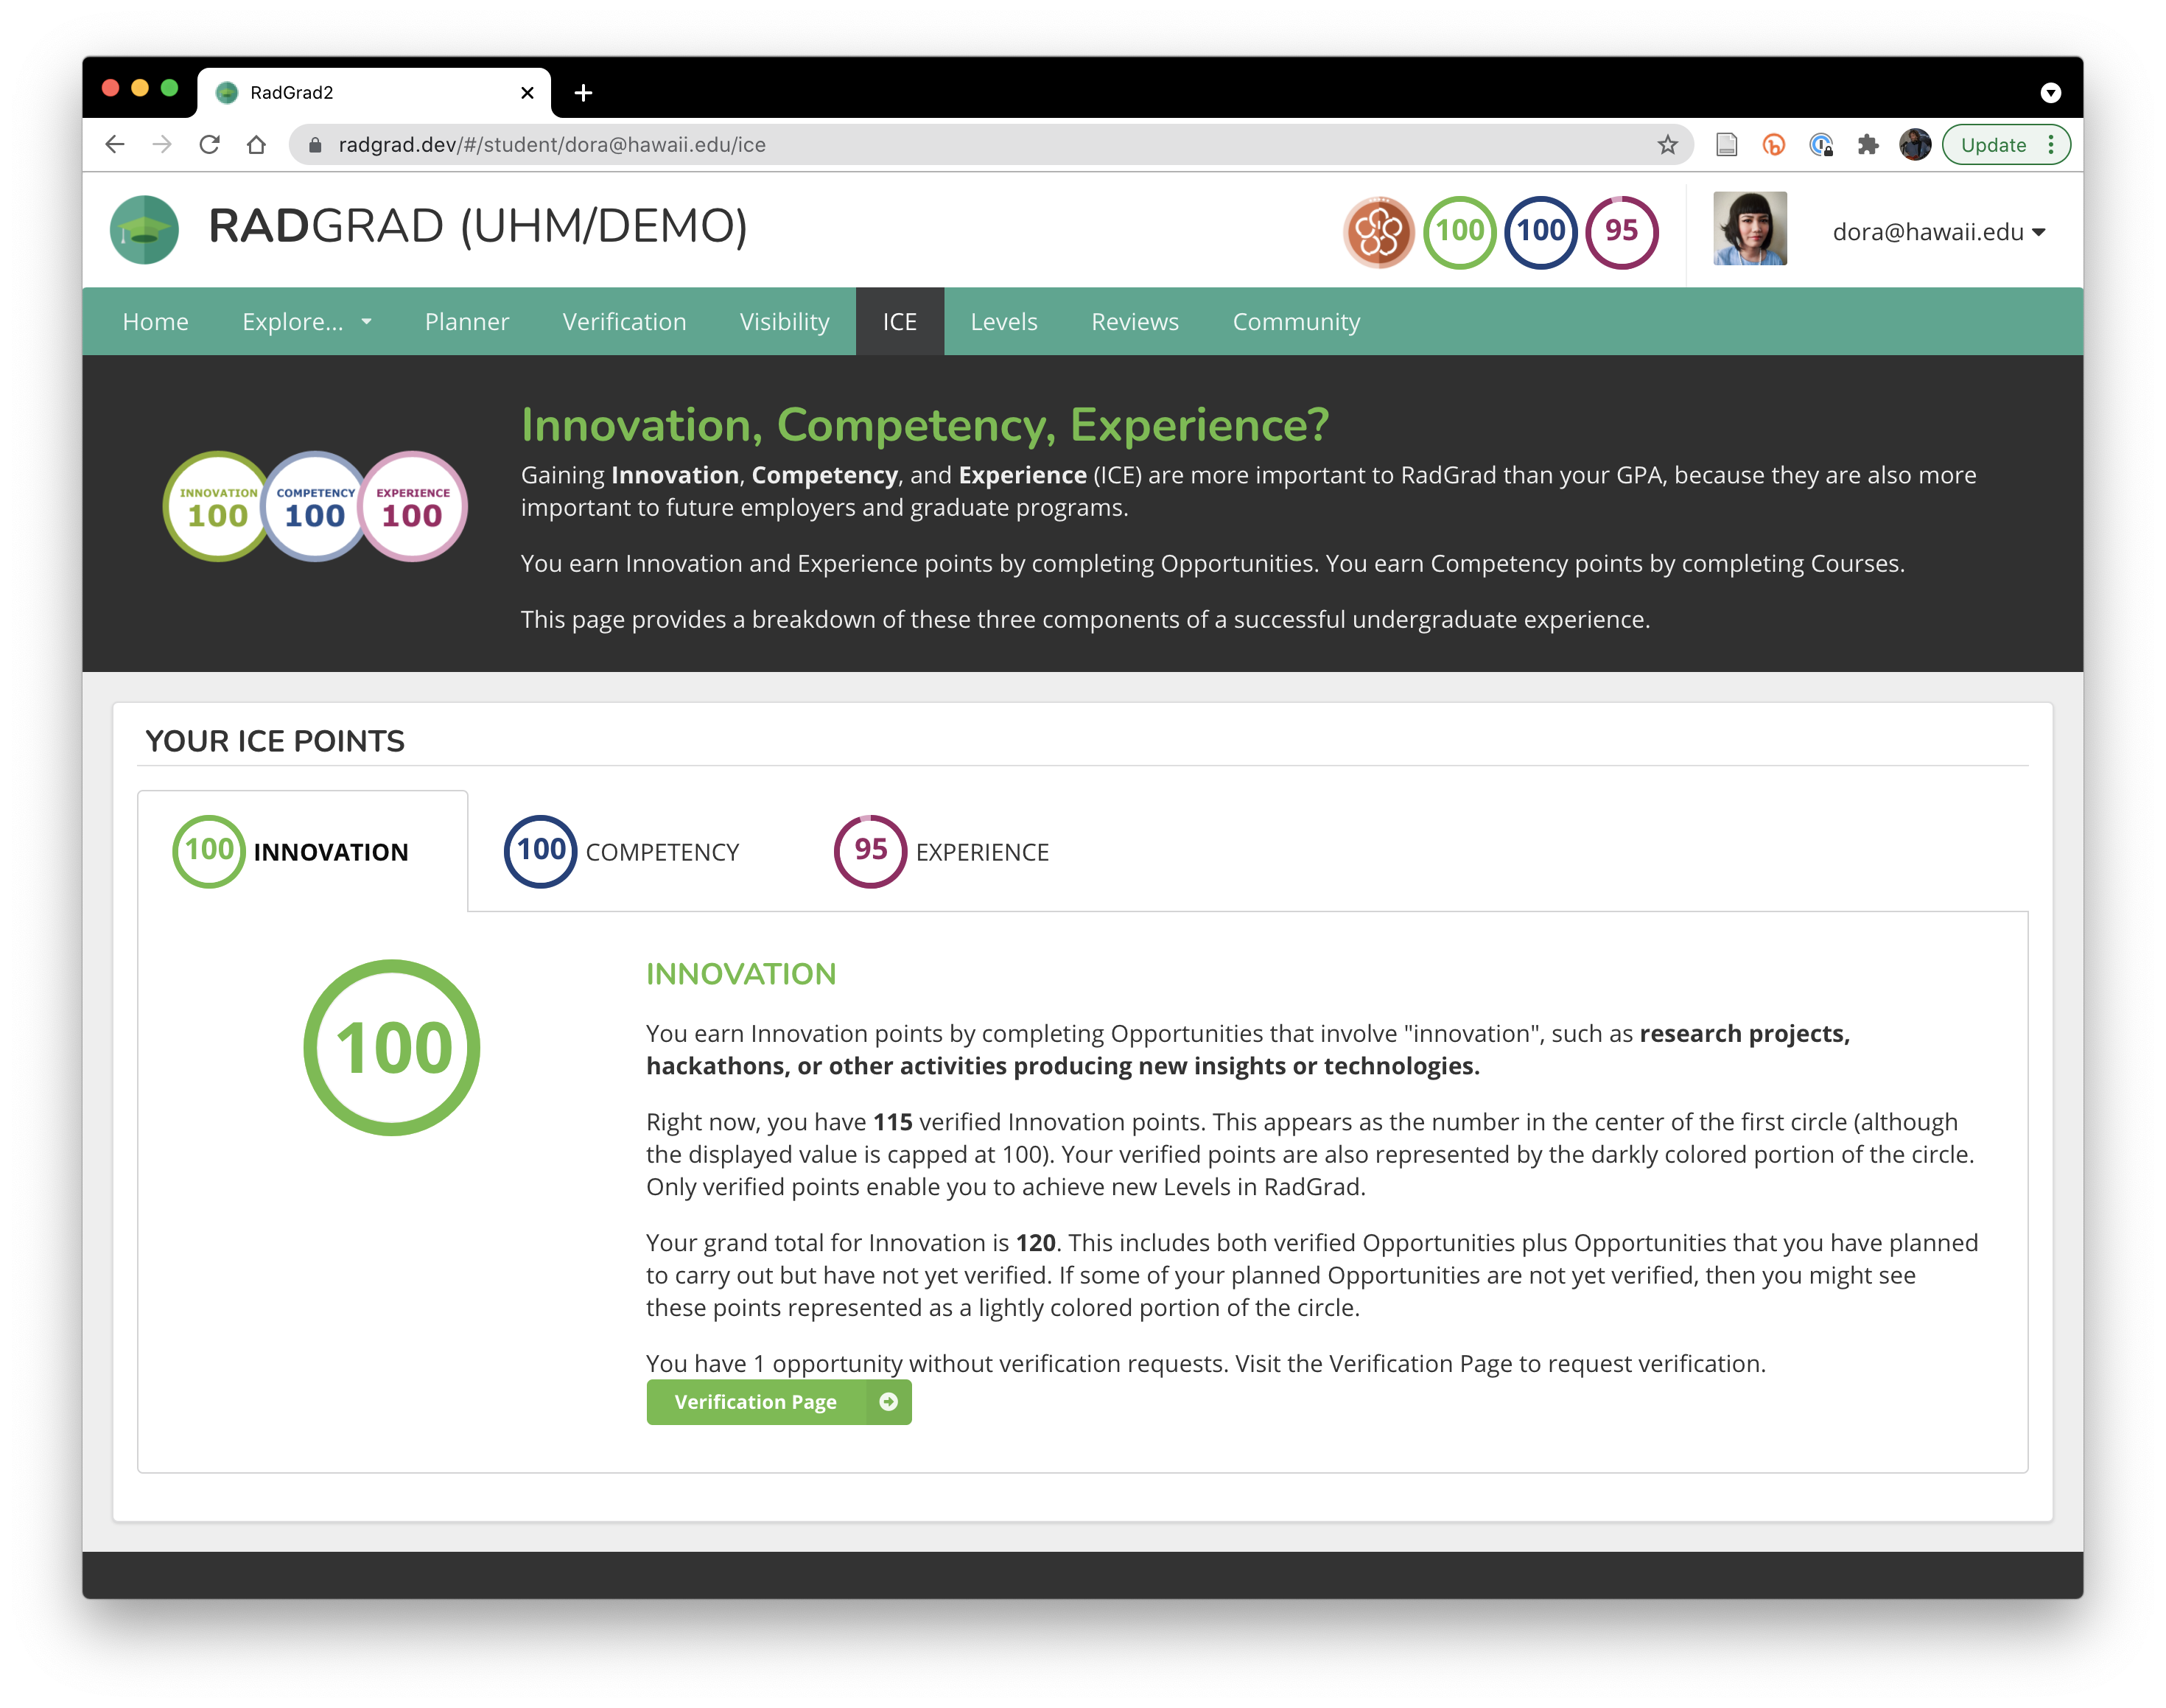 RadGrad2
radgrad.dev/#/student/dora@hawaii.edu/ice
Update
RADGRAD (UHM/DEMO)
100
100
95
dora@hawaii.edu
Home
Explore...
Planner
Verification
Visibility
ICE
Levels
Reviews
Community
INNOVATION
100
COMPETENCY
100
EXPERIENCE
100
Innovation, Competency, Experience?
Gaining Innovation, Competency, and Experience (ICE) are more important to RadGrad than your GPA, because they are also more
important to future employers and graduate programs.
You earn Innovation and Experience points by completing Opportunities. You earn Competency points by completing Courses.
This page provides a breakdown of these three components of a successful undergraduate experience.
YOUR ICE POINTS
100 INNOVATION
100 COMPETENCY
95 EXPERIENCE
100
INNOVATION
You earn Innovation points by completing Opportunities that involve "innovation", such as research projects,
hackathons, or other activities producing new insights or technologies.
Right now, you have 115 verified Innovation points. This appears as the number in the center of the first circle (although
the displayed value is capped at 100). Your verified points are also represented by the darkly colored portion of the circle.
Only verified points enable you to achieve new Levels in RadGrad.
Your grand total for Innovation is 120. This includes both verified Opportunities plus Opportunities that you have planned
to carry out but have not yet verified. If some of your planned Opportunities are not yet verified, then you might see
these points represented as a lightly colored portion of the circle.
You have 1 opportunity without verification requests. Visit the Verification Page to request verification.
Verification Page